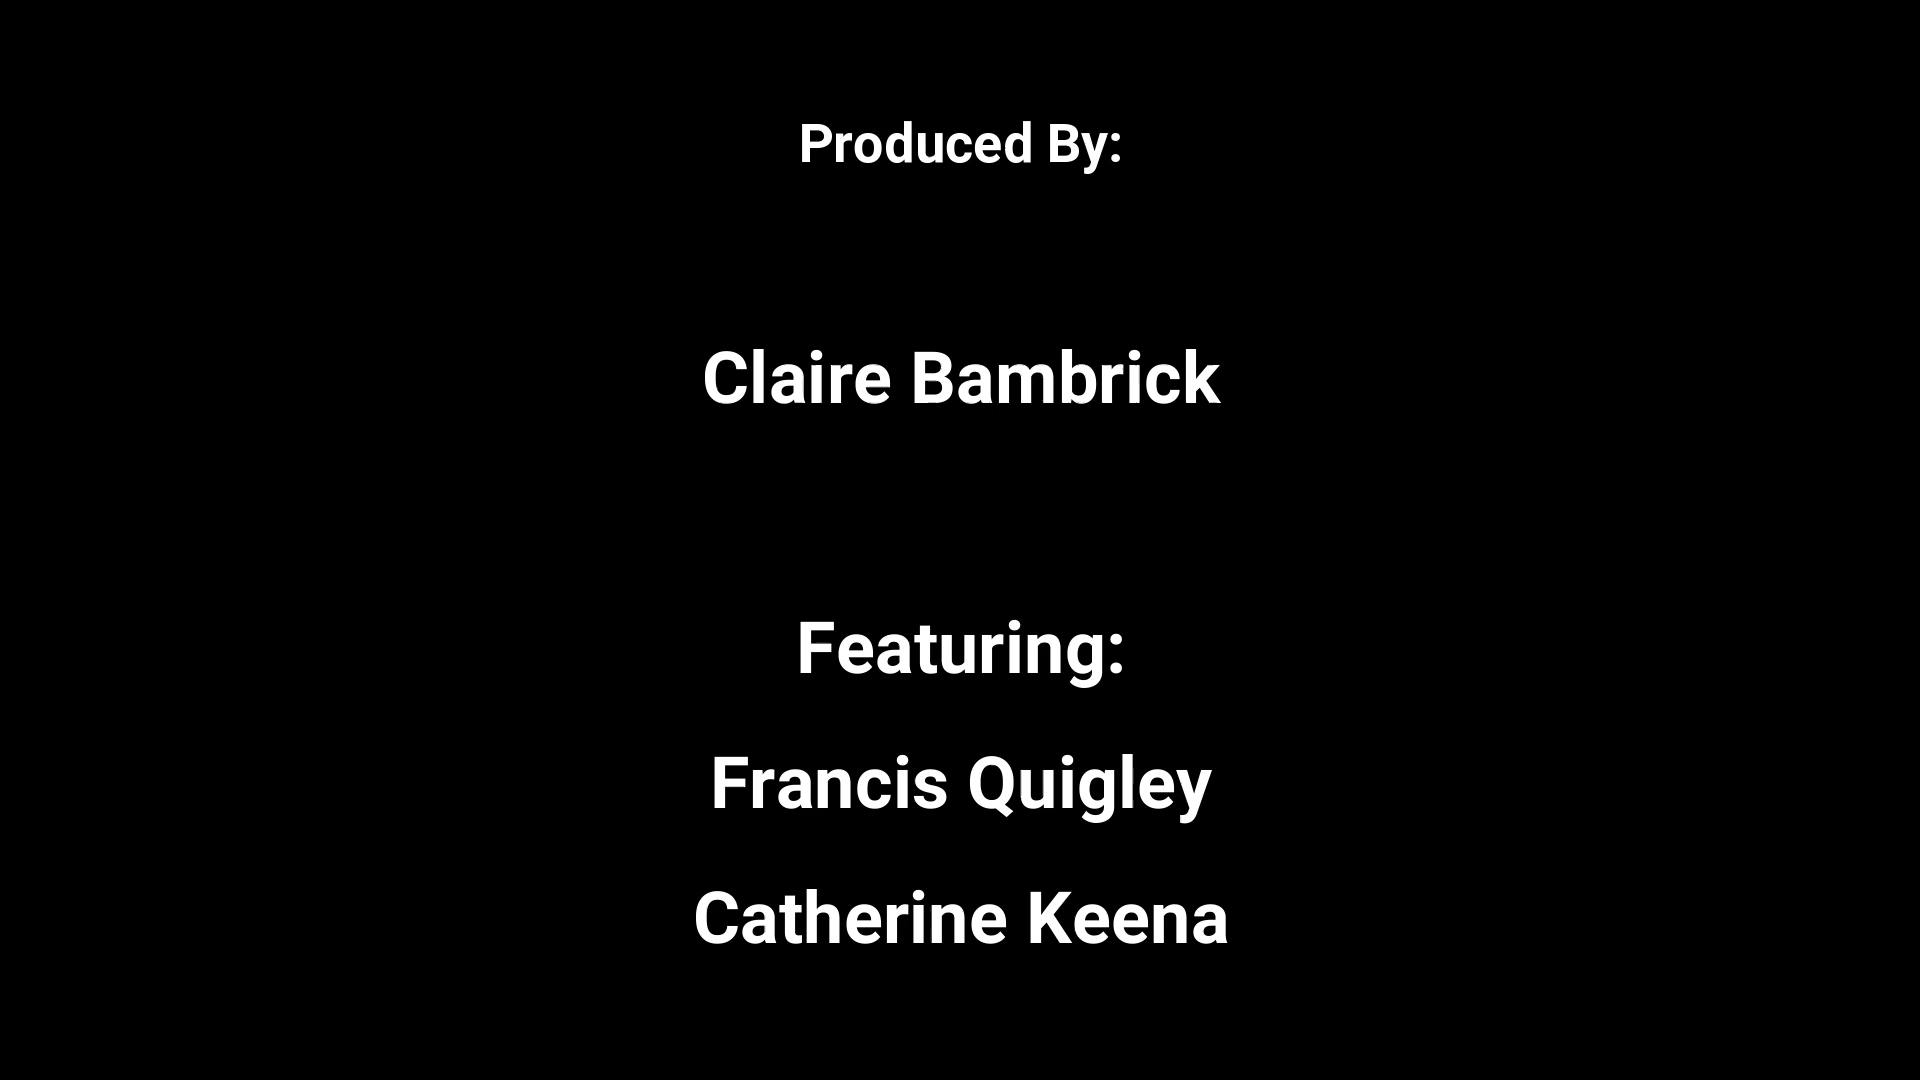 Produced By:
Claire Bambrick
Featuring:
Francis Quigley
Catherine Keena